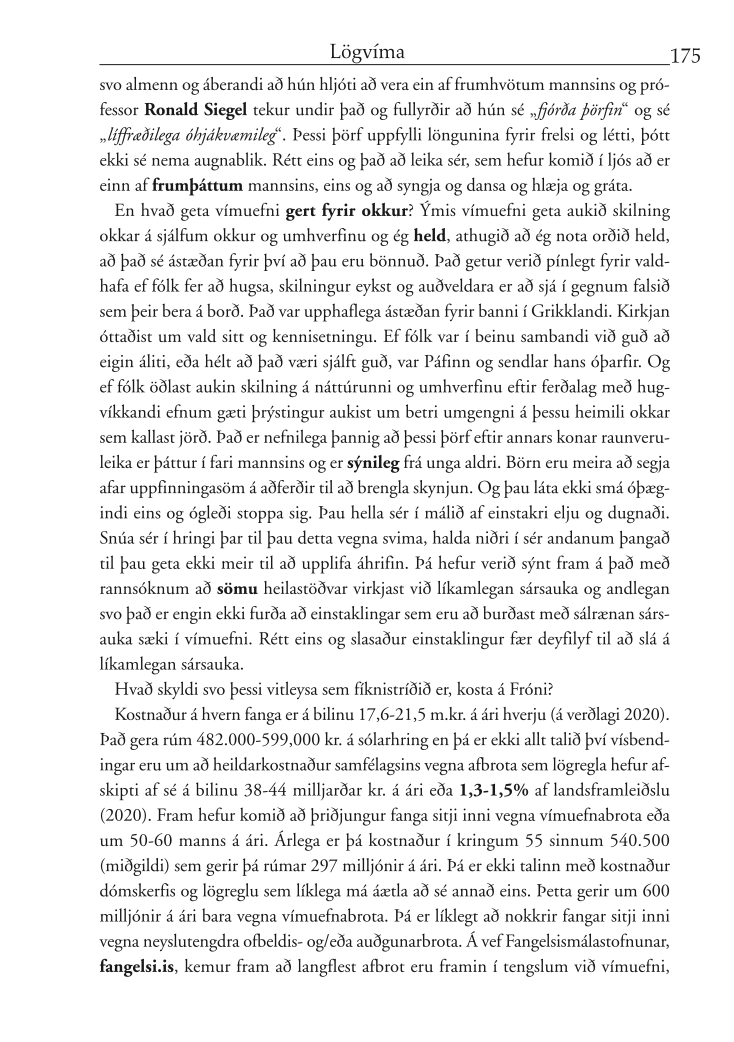 Lögvíma
175
svo almenn og áberandi að hún hljóti að vera ein af frumhvötum mannsins og pró-
fessor Ronald Siegel tekur undir það og fullyrðir að hún sé „fjórða þörfin“ og sé
„líffræðilega óhjákvæmileg“. Þessi þörf uppfylli löngunina fyrir frelsi og létti, þótt
ekki sé nema augnablik. Rétt eins og það að leika sér, sem hefur komið í ljós að er
einn af frumþáttum mannsins, eins og að syngja og dansa og hlæja og gráta.
En hvað geta vímuefni gert fyrir okkur? Ýmis vímuefni geta aukið skilning
okkar á sjálfum okkur og umhverfinu og ég held, athugið að ég nota orðið held,
að það sé ástæðan fyrir því að þau eru bönnuð. Það getur verið pínlegt fyrir vald-
hafa ef fólk fer að hugsa, skilningur eykst og auðveldara er að sjá í gegnum falsið
sem þeir bera á borð. Það var upphaflega ástæðan fyrir banni í Grikklandi. Kirkjan
óttaðist um vald sitt og kennisetningu. Ef fólk var í beinu sambandi við guð að
eigin áliti, eða hélt að það væri sjálft guð, var Páfinn og sendlar hans óþarfir. Og
ef fólk öðlast aukin skilning á náttúrunni og umhverfinu eftir ferðalag með hug-
víkkandi efnum gæti þrýstingur aukist um betri umgengni á þessu heimili okkar
sem kallast jörð. Það er nefnilega þannig að þessi þörf eftir annars konar raunveru-
leika er þáttur í fari mannsins og er sýnileg frá unga aldri. Börn eru meira að segja
afar uppfinningasöm á aðferðir til að brengla skynjun. Og þau láta ekki smá óþæg-
indi eins og ógleði stoppa sig. Þau hella sér í málið af einstakri elju og dugnaði.
Snúa sér í hringi þar til þau detta vegna svima, halda niðri í sér andanum þangað
til þau geta ekki meir til að upplifa áhrifin. Þá hefur verið sýnt fram á það með
rannsóknum að sömu heilastöðvar virkjast við líkamlegan sársauka og andlegan
svo það er engin ekki furða að einstaklingar sem eru að burðast með sálrænan sárs-
auka sæki í vímuefni. Rétt eins og slasaður einstaklingur fær deyfilyf til að slá á
líkamlegan sársauka.
Hvað skyldi svo þessi vitleysa sem fíknistríðið er, kosta á Fróni?
Kostnaður á hvern fanga er á bilinu 17,6-21,5 m.kr. á ári hverju (á verðlagi 2020).
Það gera rúm 482.000-599,000 kr. á sólarhring en þá er ekki allt talið því vísbend-
ingar eru um að heildarkostnaður samfélagsins vegna afbrota sem lögregla hefur af-
skipti af sé á bilinu 38-44 milljarðar kr. á ári eða 1,3-1,5% af landsframleiðslu
(2020). Fram hefur komið að þriðjungur fanga sitji inni vegna vímuefnabrota eða
um 50-60 manns á ári. Árlega er þá kostnaður í kringum 55 sinnum 540.500
(miðgildi) sem gerir þá rúmar 297 milljónir á ári. Þá er ekki talinn með kostnaður
dómskerfis og lögreglu sem líklega má áætla að sé annað eins. Þetta gerir um 600
milljónir á ári bara vegna vímuefnabrota. Þá er líklegt að nokkrir fangar sitji inni
vegna neyslutengdra ofbeldis- og/eða auðgunarbrota. Á vef Fangelsismálastofnunar,
fangelsi.is, kemur fram að langflest afbrot eru framin í tengslum við vímuefni,